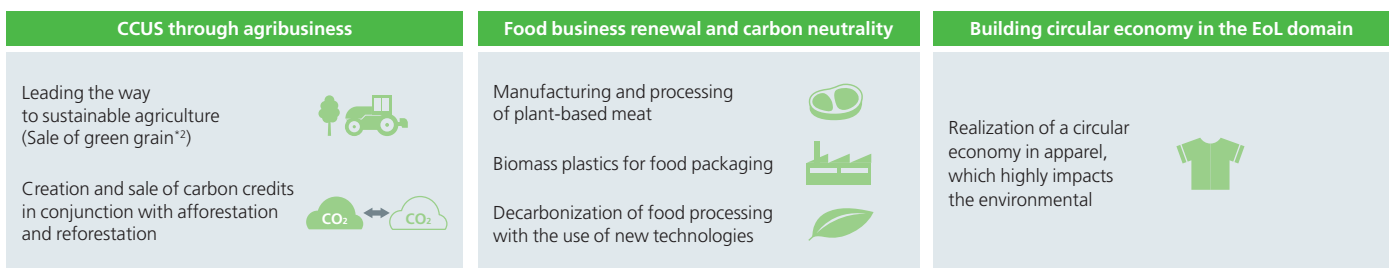 CCUS through agribusiness
Leading the way
to sustainable agriculture
(Sale of green grain*2)
Creation and sale of carbon credits
in conjunction with afforestation
and reforestation
CO₂
CO₂
Food business renewal and carbon neutrality
Manufacturing and processing
of plant-based meat
Biomass plastics for food packaging
Decarbonization of food processing
with the use of new technologies
Building circular economy in the EoL domain
Realization of a circular
economy in apparel,
which highly impacts
the environmental